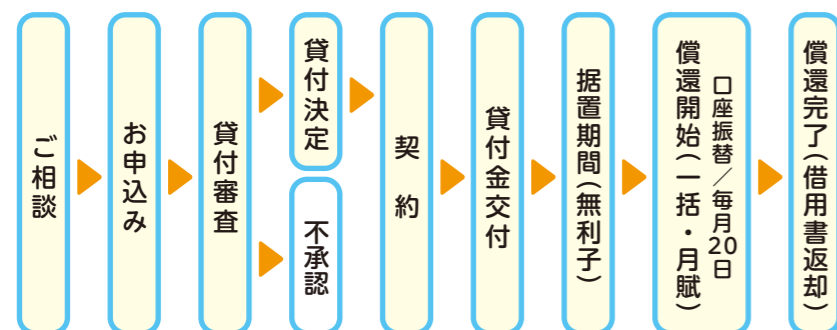 ご相談
お申込み
貸付審査
貸付決定
不承認
契約
貸付金交付
据置期間(無利子)
償還開始(一括・月賦)
口座振替/毎月20日
償還完了(借用書返却)